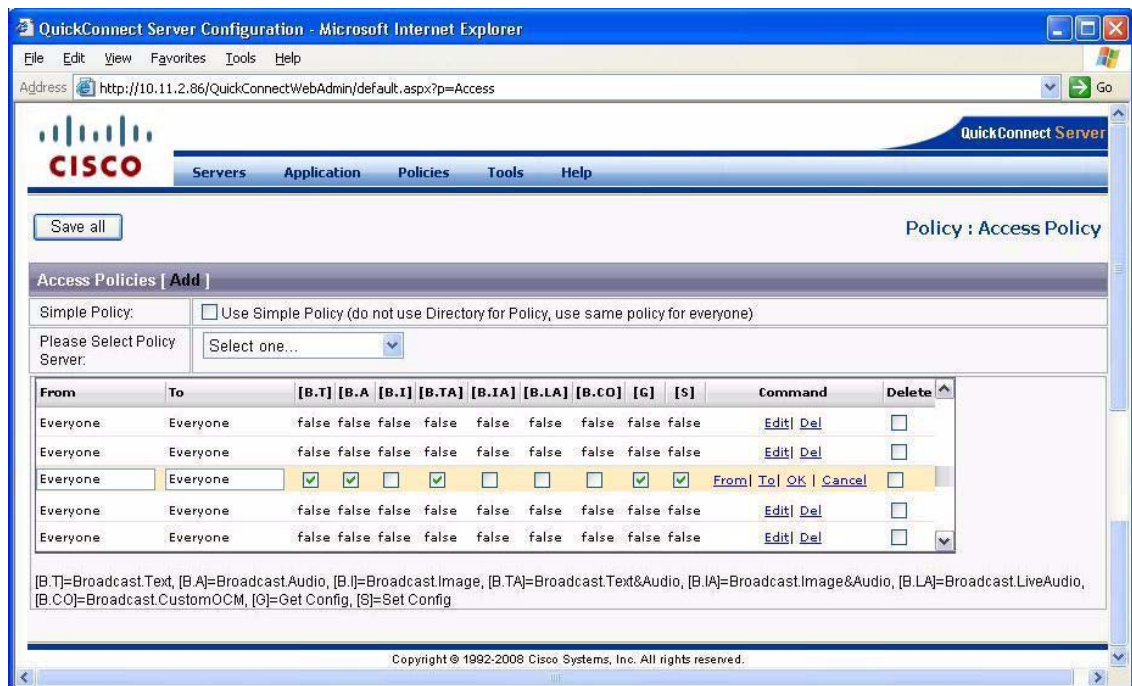 QuickConnect Server Configuration - Microsoft Internet Explorer
File Edit View Favorites Tools Help
Address http://10.11.2.86/QuickConnectWebAdmin/default.aspx?p=Access Go
CISCO
QuickConnect Server
Servers Application Policies Tools Help
Save all
Policy : Access Policy
Access Policies [ Add ]
Simple Policy: Use Simple Policy (do not use Directory for Policy, use same policy for everyone)
Please Select Policy
Server:
Select one...
From To [B.T] [B.A [B.I] [B.TA] [B.IA] [B.LA] [B.CO] [G] [S] Command Delete
Everyone Everyone false false false false false false false false false Edit| Del
Everyone Everyone false false false false false false false false false Edit| Del
Everyone Everyone From| To| OK | Cancel
Everyone Everyone false false false false false false false false false Edit| Del
Everyone Everyone false false false false false false false false false Edit| Del
[B.T]=Broadcast.Text, [B.A]=Broadcast.Audio, [B.I]=Broadcast.Image, [B.TA]=Broadcast.Text&Audio, [B.IA]=Broadcast.Image&Audio, [B.LA]=Broadcast.LiveAudio,
[B.CO]=Broadcast.CustomOCM, [G]=Get Config, [S]=Set Config
Copyright © 1992-2008 Cisco Systems, Inc. All rights reserved.